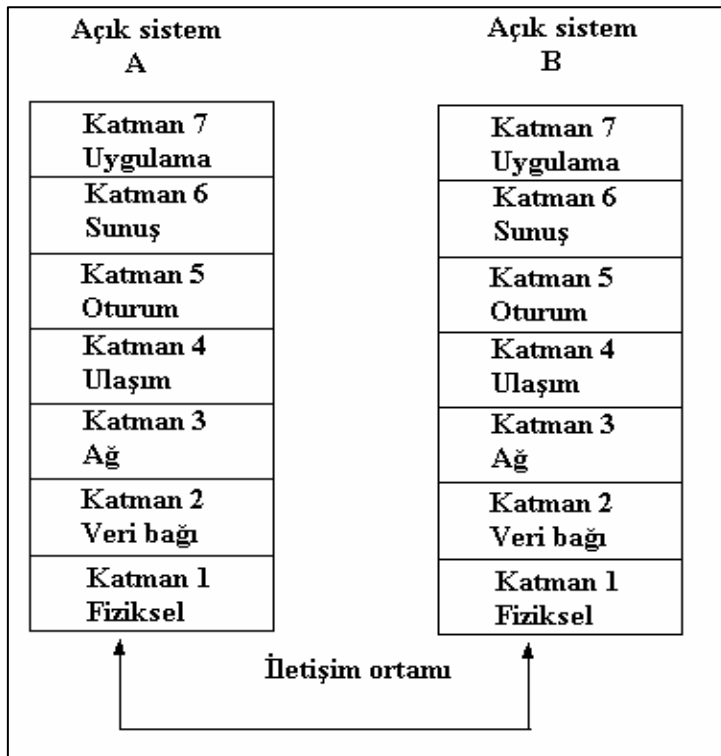 Açık sistem
A
Katman 7
Uygulama
Katman 6
Sunuş
Katman 5
Oturum
Katman 4
Ulaşım
Katman 3
Ağ
Katman 2
Veri bağı
Katman 1
Fiziksel
Açık sistem
B
Katman 7
Uygulama
Katman 6
Sunuş
Katman 5
Oturum
Katman 4
Ulaşım
Katman 3
Ağ
Katman 2
Veri bağı
Katman 1
Fiziksel
İletişim ortamı